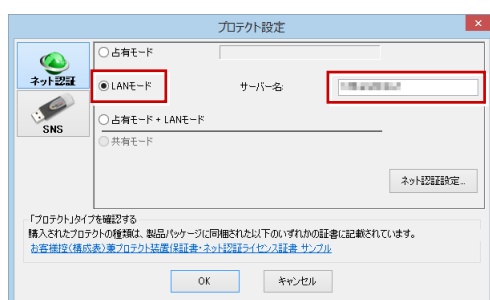 プロテクト設定
ネット認証
SNS
占有モード
LANモード
サーバー名
占有モード + LANモード
共有モード
ネット認証設定...
「プロテクト」タイプを確認する
購入されたプロテクトの種類は、製品パッケージに同梱された以下のいずれかの証書に記載されています。
お客様控(構成表)兼プロテクト装置保証書・ネット認証ライセンス証書 サンプル
OK
キャンセル